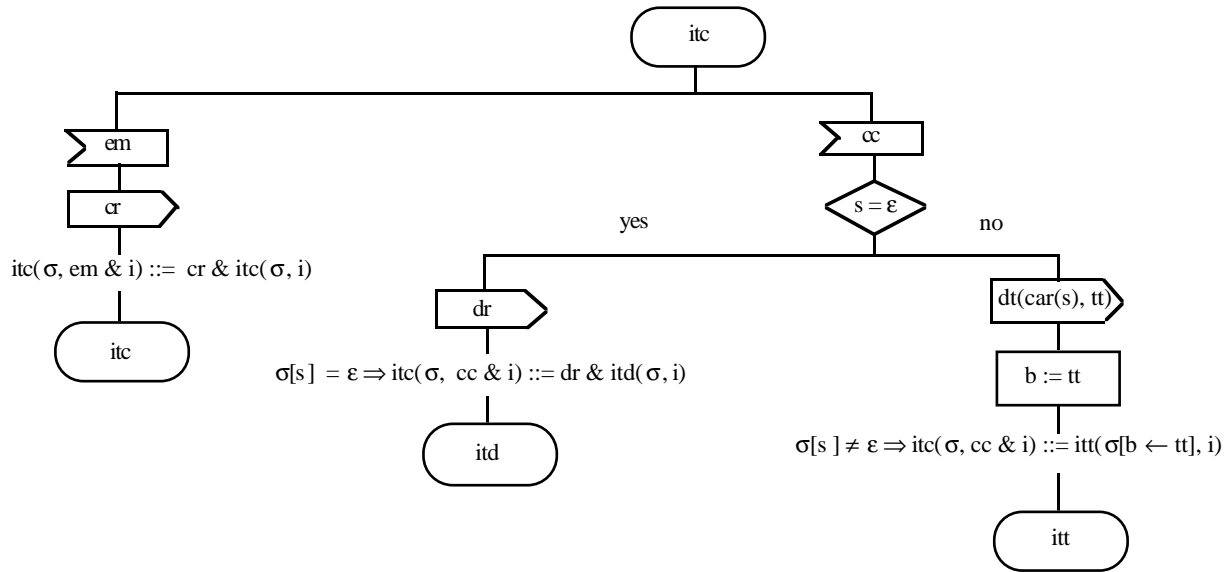 itc
em
cc
cr
s = ε
yes
no
itc(σ, em & i) ::= cr & itc(σ, i)
dr
dt(car(s), tt)
itc
σ[s] = ε ⇒ itc(σ, cc & i) ::= dr & itd(σ, i)
b := tt
itd
σ[s] ≠ ε ⇒ itc(σ, cc & i) ::= itt(σ[b ← tt], i)
itt